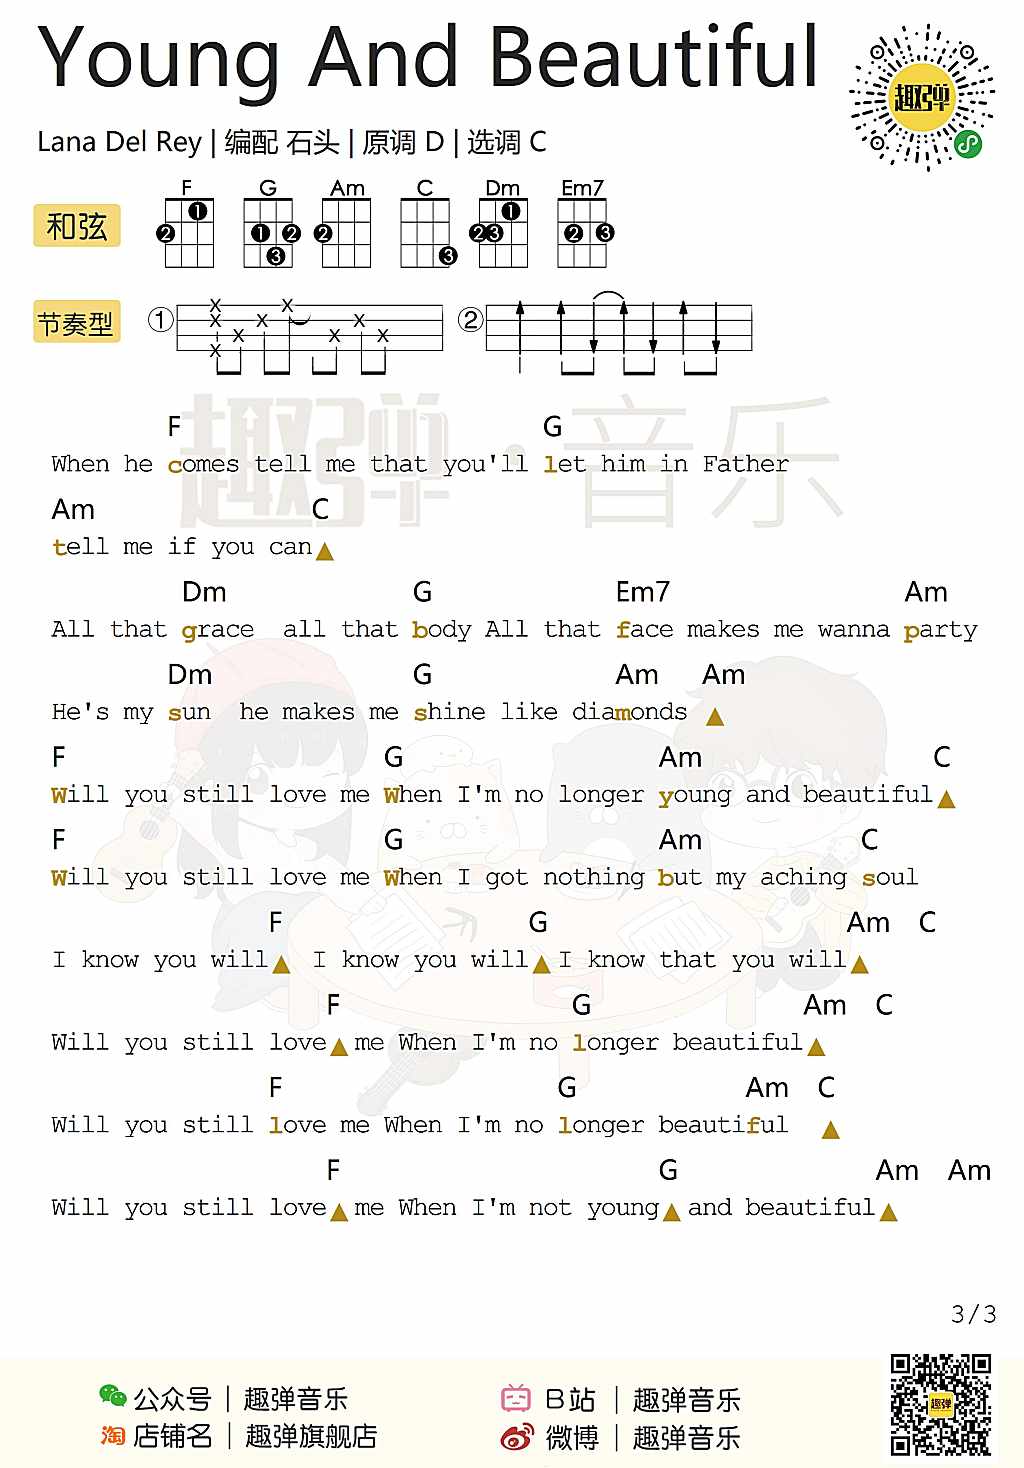 Young And Beautiful
趣弹
Lana Del Rey | 编配 石头 | 原调 D | 选调 C
和弦 F G Am C Dm Em7
节奏型 ① ②
趣弹·音乐
F G
When he comes tell me that you'll let him in Father
Am C
tell me if you can▲
Dm G Em7 Am
All that grace all that body All that face makes me wanna party
Dm G Am Am
He's my sun he makes me shine like diamonds ▲
F G Am C
Will you still love me When I'm no longer young and beautiful▲
F G Am C
Will you still love me When I got nothing but my aching soul
F G Am C
I know you will▲ I know you will▲ I know that you will▲
F G Am C
Will you still love▲ me When I'm no longer beautiful▲
F G Am C
Will you still love me When I'm no longer beautiful ▲
F G Am Am
Will you still love▲ me When I'm not young▲ and beautiful▲
3/3
公众号 | 趣弹音乐
B站 | 趣弹音乐
淘 店铺名 | 趣弹旗舰店
微博 | 趣弹音乐
趣弹